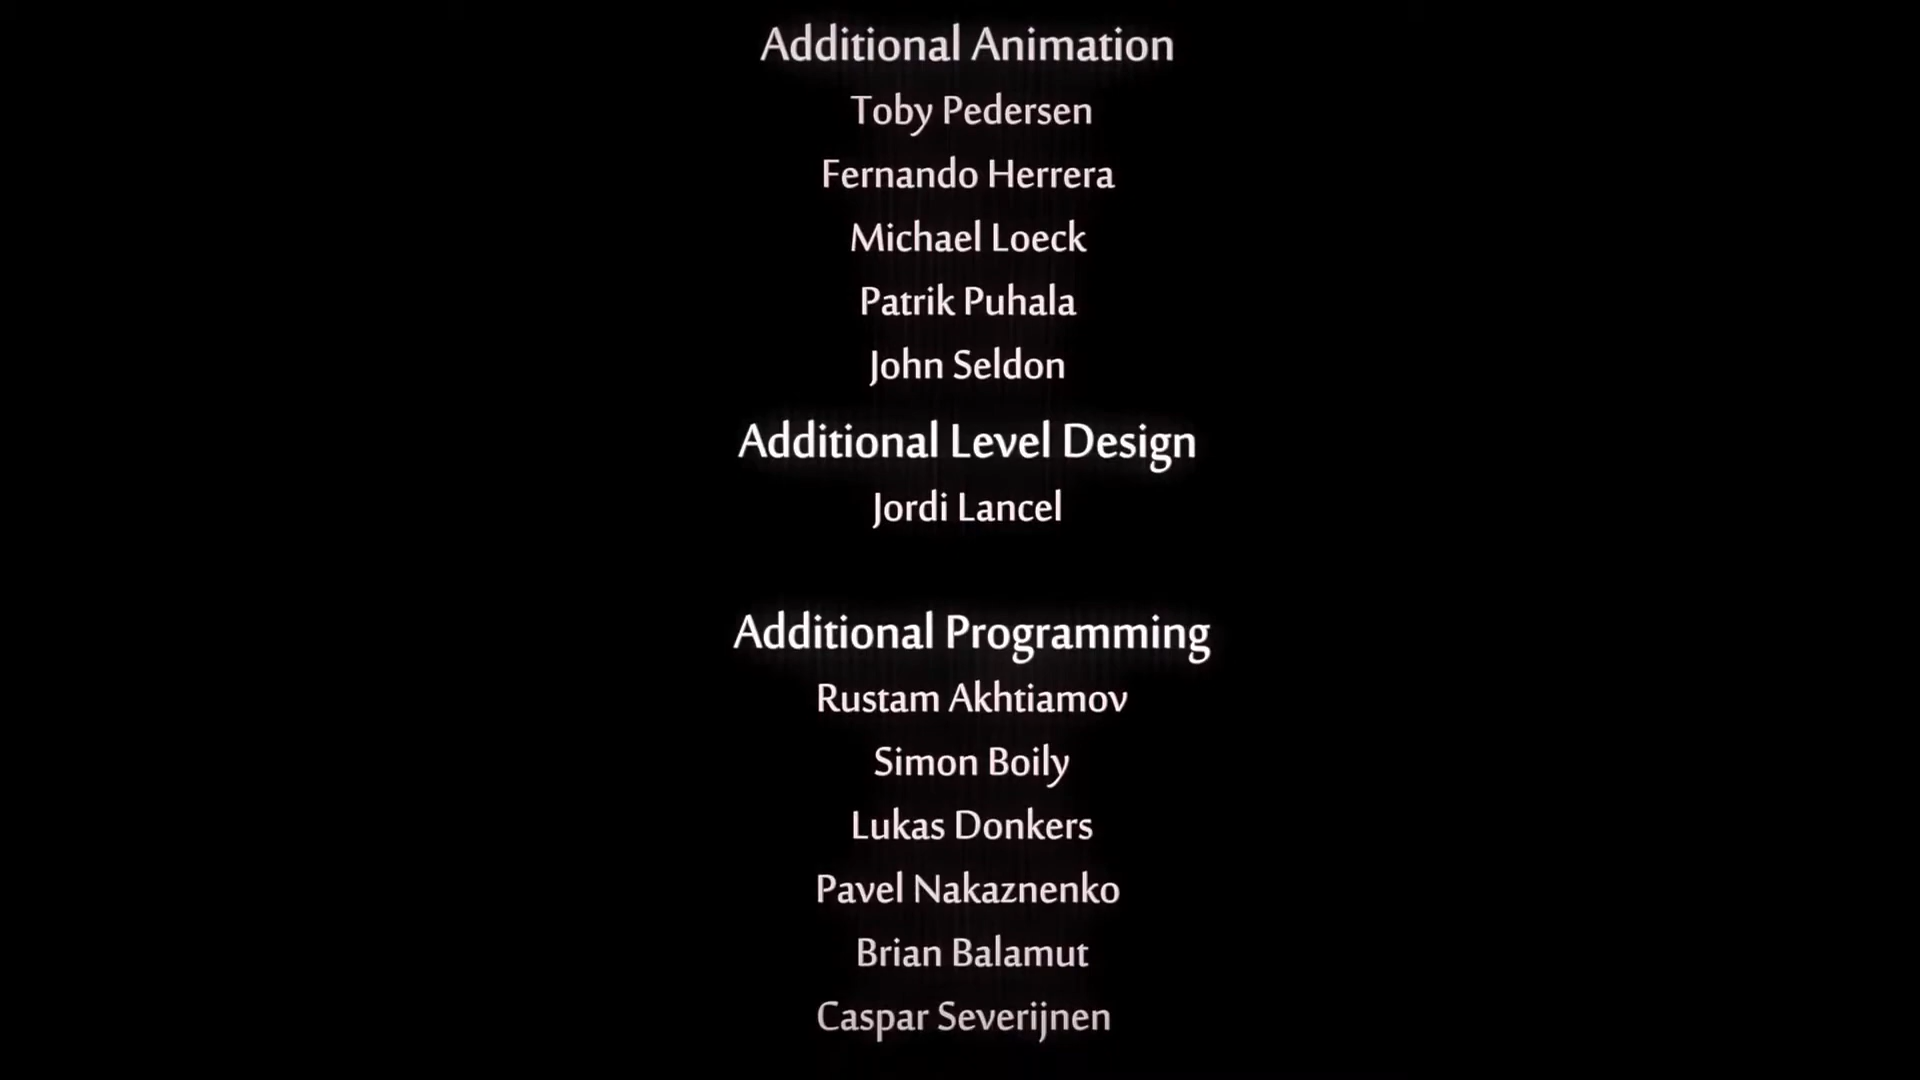 Additional Animation
Toby Pedersen
Fernando Herrera
Michael Loeck
Patrik Puhala
John Seldon
Additional Level Design
Jordi Lancel
Additional Programming
Rustam Akhtiamov
Simon Boily
Lukas Donkers
Pavel Nakaznenko
Brian Balamut
Caspar Severijnen